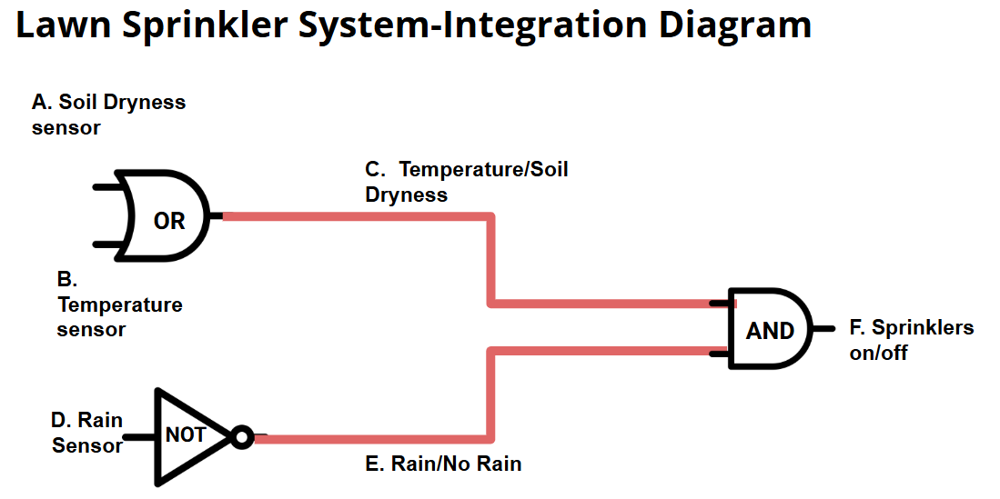 Lawn Sprinkler System-Integration Diagram
A. Soil Dryness
sensor
C. Temperature/Soil
Dryness
OR
B.
Temperature
sensor
AND
F. Sprinklers
on/off
D. Rain
Sensor
NOT
E. Rain/No Rain